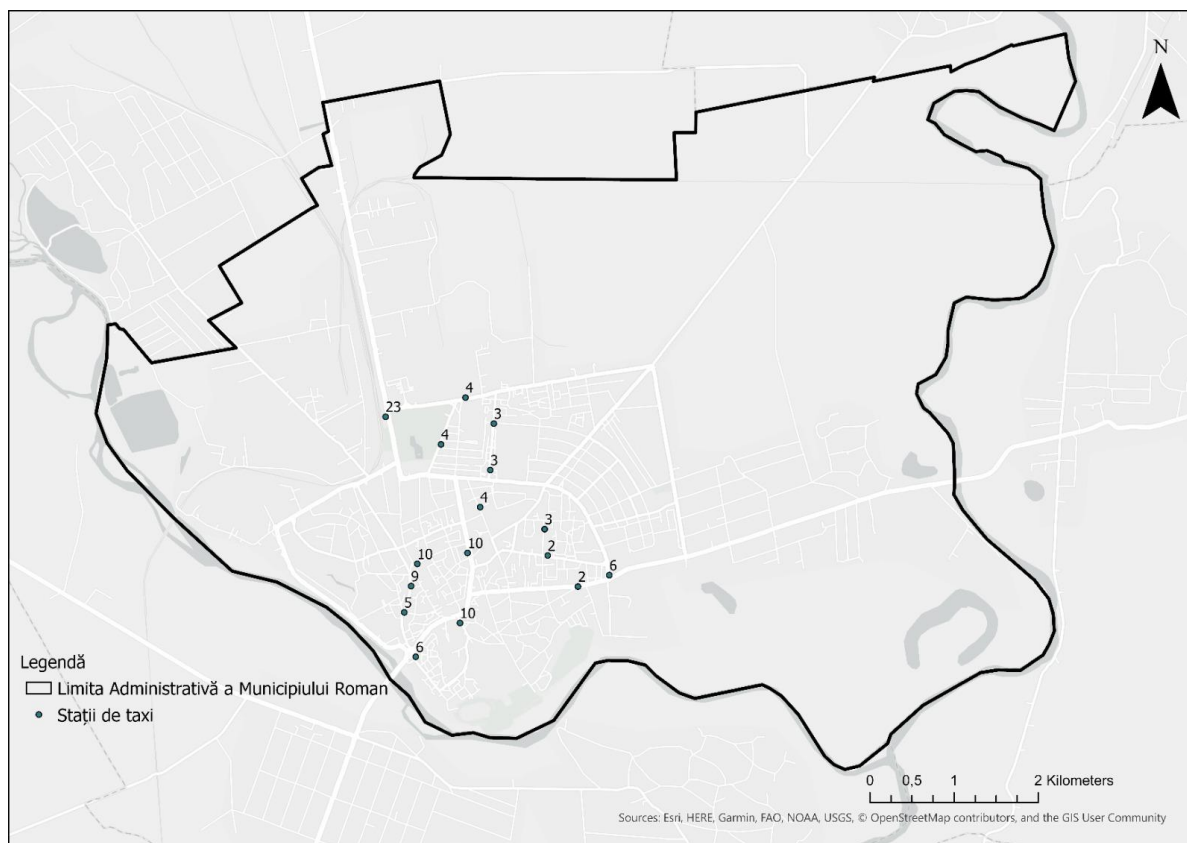 N
4
23
3
4
3
4
3
10
2
10
6
9
2
5
10
6
Legendă
Limita Administrativă a Municipiului Roman
Stații de taxi
0 0,5 1 2 Kilometers
Sources: Esri, HERE, Garmin, FAO, NOAA, USGS, © OpenStreetMap contributors, and the GIS User Community